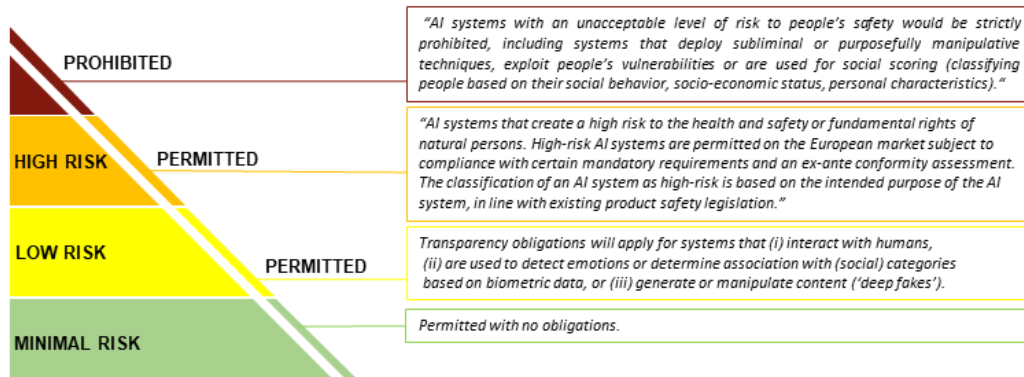 “AI systems with an unacceptable level of risk to people’s safety would be strictly
prohibited, including systems that deploy subliminal or purposefully manipulative
techniques, exploit people’s vulnerabilities or are used for social scoring (classifying
people based on their social behavior, socio-economic status, personal characteristics).“
PROHIBITED
“AI systems that create a high risk to the health and safety or fundamental rights of
natural persons. High-risk AI systems are permitted on the European market subject to
compliance with certain mandatory requirements and an ex-ante conformity assessment.
The classification of an AI system as high-risk is based on the intended purpose of the AI
system, in line with existing product safety legislation.”
HIGH RISK
PERMITTED
Transparency obligations will apply for systems that (i) interact with humans,
(ii) are used to detect emotions or determine association with (social) categories
based on biometric data, or (iii) generate or manipulate content (‘deep fakes’).
LOW RISK
PERMITTED
Permitted with no obligations.
MINIMAL RISK